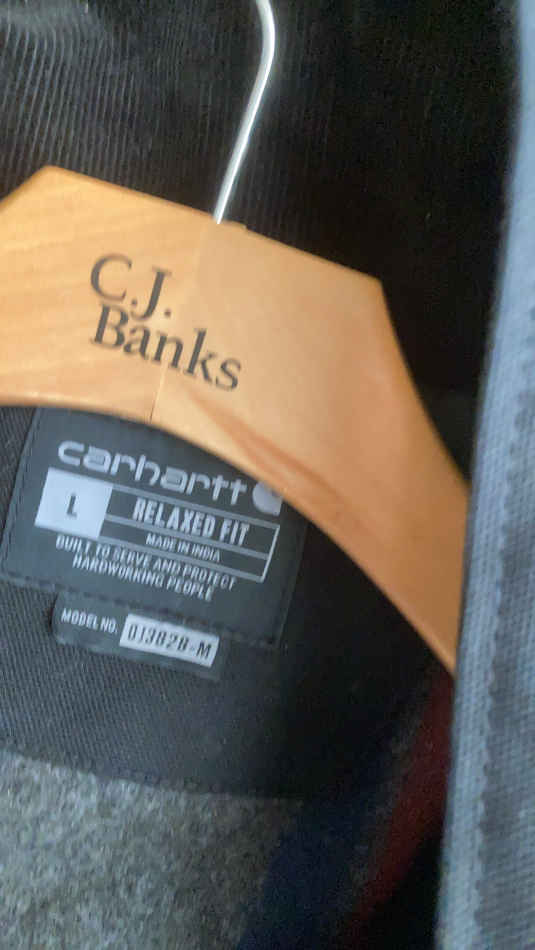 C.J.
Banks
carhartt
L
RELAXED FIT
MADE IN INDIA
BUILT TO SERVE AND PROTECT
HARDWORKING PEOPLE
MODEL NO. 013828-M